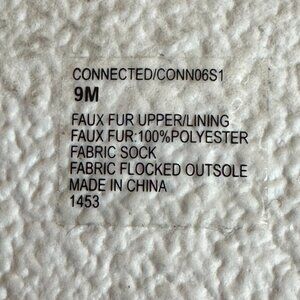 CONNECTED/CONN06S1
9M
FAUX FUR UPPER/LINING
FAUX FUR:100%POLYESTER
FABRIC SOCK
FABRIC FLOCKED OUTSOLE
MADE IN CHINA
1453